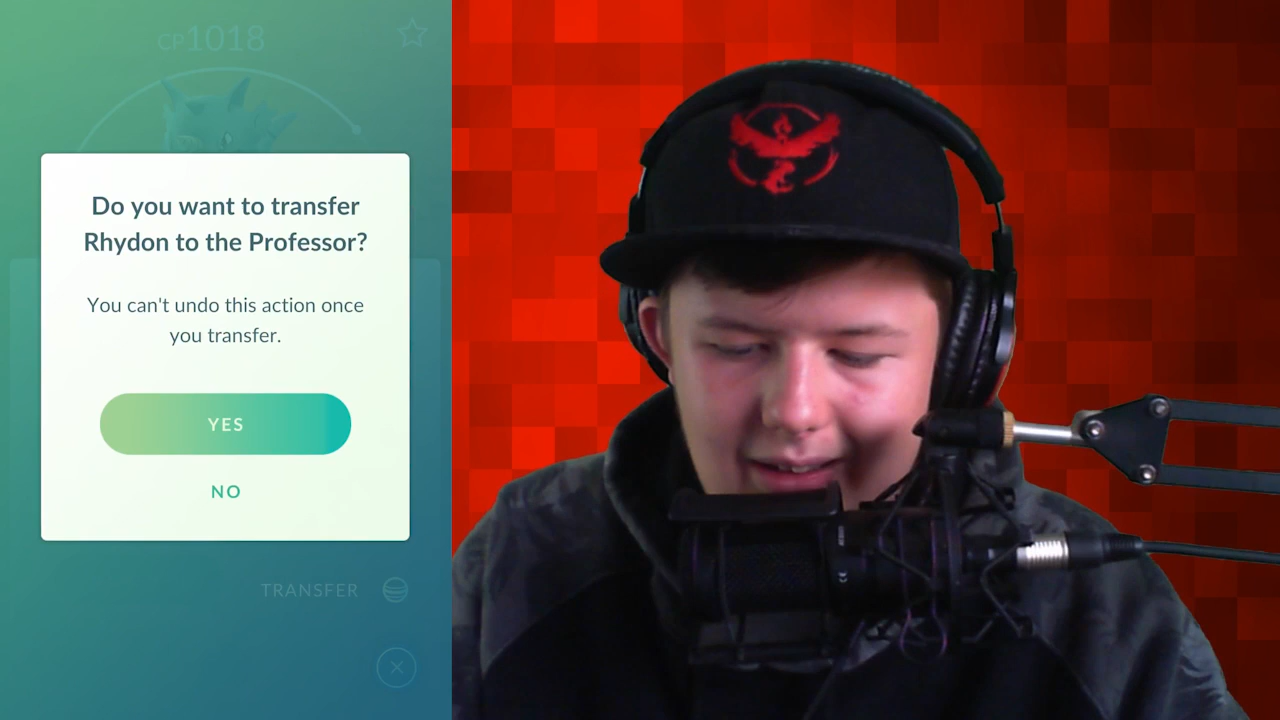 CP1018
Do you want to transfer
Rhydon to the Professor?
You can't undo this action once
you transfer.
YES
NO
TRANSFER